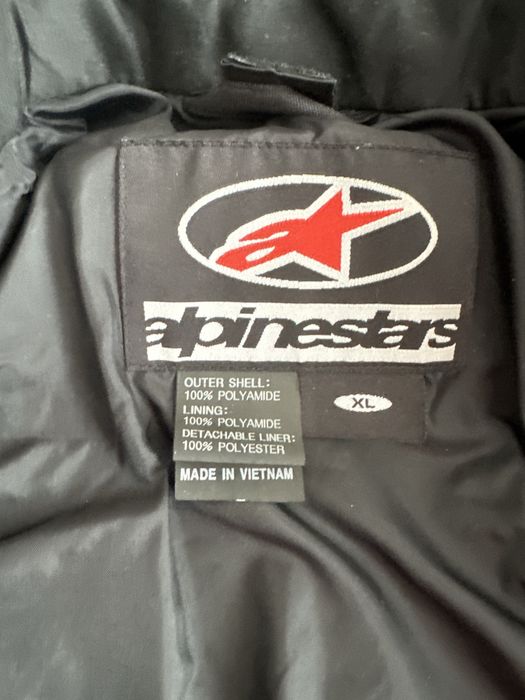 alpinestars
OUTER SHELL:
100% POLYAMIDE
LINING:
100% POLYAMIDE
DETACHABLE LINER:
100% POLYESTER
XL
MADE IN VIETNAM